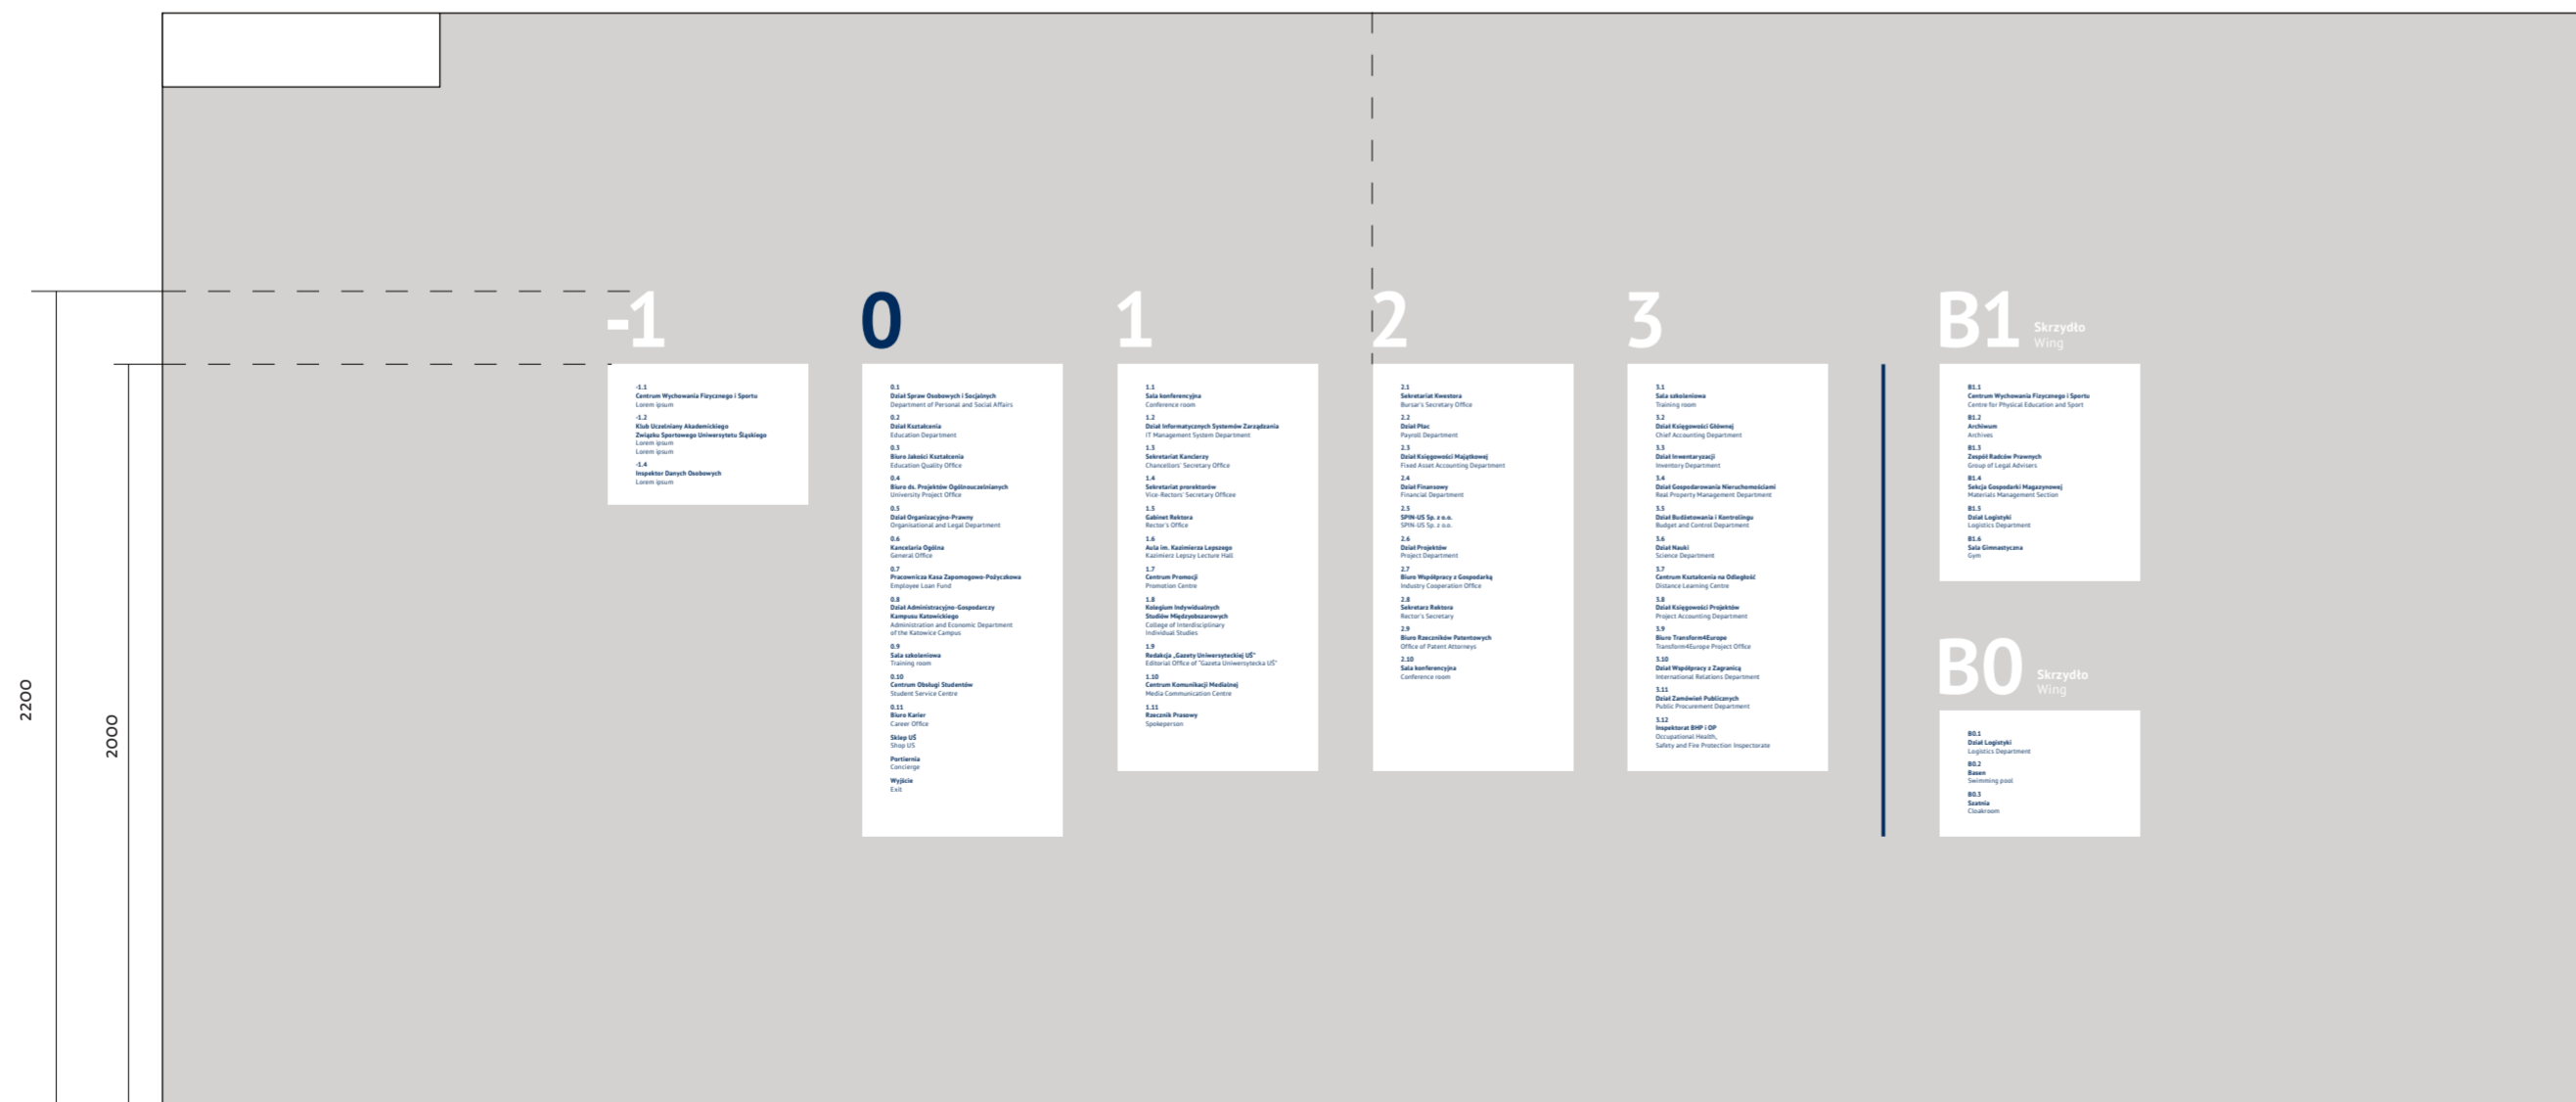 2200
2000
-1
-1.1
Centrum Wychowania Fizycznego i Sportu
Lorem ipsum
-1.2
Klub Uczelniany Akademickiego
Związku Sportowego Uniwersytetu Śląskiego
Lorem ipsum
Lorem ipsum
-1.4
Inspektor Danych Osobowych
Lorem ipsum
0
0.1
Dział Spraw Osobowych i Socjalnych
Department of Personal and Social Affairs
0.2
Dział Kształcenia
Education Department
0.3
Biuro Jakości Kształcenia
Education Quality Office
0.4
Biuro ds. Projektów Ogólnouczelnianych
University Project Office
0.5
Dział Organizacyjno-Prawny
Organisational and Legal Department
0.6
Kancelaria Ogólna
General Office
0.7
Pracownicza Kasa Zapomogowo-Pożyczkowa
Employee Loan Fund
0.8
Dział Administracyjno-Gospodarczy
Kampusu Katowickiego
Administration and Economic Department
of the Katowice Campus
0.9
Sala szkoleniowa
Training room
0.10
Centrum Obsługi Studentów
Student Service Centre
0.11
Biuro Karier
Career Office
Sklep UŚ
Shop US
Portiernia
Concierge
Wyjście
Exit
1
1.1
Sala konferencyjna
Conference room
1.2
Dział Informatycznych Systemów Zarządzania
IT Management System Department
1.3
Sekretariat Kanclerzy
Chancellors' Secretary Office
1.4
Sekretariat prorektorów
Vice-Rectors' Secretary Officee
1.5
Gabinet Rektora
Rector's Office
1.6
Aula im. Kazimierza Lepszego
Kazimierz Lepszy Lecture Hall
1.7
Centrum Promocji
Promotion Centre
1.8
Kolegium Indywidualnych
Studiów Międzyobszarowych
College of Interdisciplinary
Individual Studies
1.9
Redakcja „Gazety Uniwersyteckiej UŚ"
Editorial Office of "Gazeta Uniwersytecka UŚ"
1.10
Centrum Komunikacji Medialnej
Media Communication Centre
1.11
Rzecznik Prasowy
Spokeperson
2
2.1
Sekretariat Kwestora
Bursar's Secretary Office
2.2
Dział Płac
Payroll Department
2.3
Dział Księgowości Majątkowej
Fixed Asset Accounting Department
2.4
Dział Finansowy
Financial Department
2.5
SPIN-US Sp. z o.o.
SPIN-US Sp. z o.o.
2.6
Dział Projektów
Project Department
2.7
Biuro Współpracy z Gospodarką
Industry Cooperation Office
2.8
Sekretarz Rektora
Rector's Secretary
2.9
Biuro Rzeczników Patentowych
Office of Patent Attorneys
2.10
Sala konferencyjna
Conference room
3
3.1
Sala szkoleniowa
Training room
3.2
Dział Księgowości Głównej
Chief Accounting Department
3.3
Dział Inwentaryzacji
Inventory Department
3.4
Dział Gospodarowania Nieruchomościami
Real Property Management Department
3.5
Dział Budżetowania i Kontrolingu
Budget and Control Department
3.6
Dział Nauki
Science Department
3.7
Centrum Kształcenia na Odległość
Distance Learning Centre
3.8
Dział Księgowości Projektów
Project Accounting Department
3.9
Biuro Transform4Europe
Transform4Europe Project Office
3.10
Dział Współpracy z Zagranicą
International Relations Department
3.11
Dział Zamówień Publicznych
Public Procurement Department
3.12
Inspektorat BHP i OP
Occupational Health,
Safety and Fire Protection Inspectorate
B1 Skrzydło
Wing
B1.1
Centrum Wychowania Fizycznego i Sportu
Centre for Physical Education and Sport
B1.2
Archiwum
Archives
B1.3
Zespół Radców Prawnych
Group of Legal Advisers
B1.4
Sekcja Gospodarki Magazynowej
Materials Management Section
B1.5
Dział Logistyki
Logistics Department
B1.6
Sala Gimnastyczna
Gym
B0 Skrzydło
Wing
B0.1
Dział Logistyki
Logistics Department
B0.2
Basen
Swimming pool
B0.3
Szatnia
Cloakroom